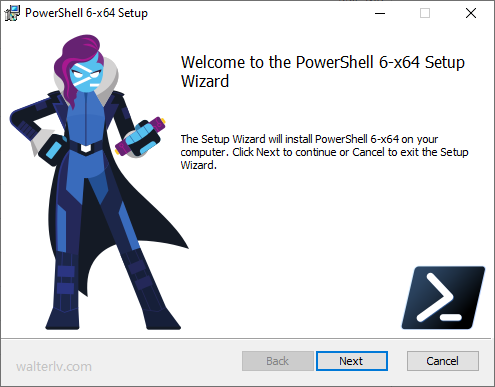 PowerShell 6-x64 Setup
Welcome to the PowerShell 6-x64 Setup
Wizard
The Setup Wizard will install PowerShell 6-x64 on your
computer. Click Next to continue or Cancel to exit the Setup
Wizard.
walterlv.com
Back
Next
Cancel